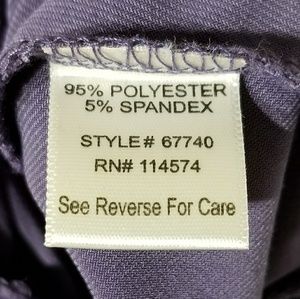 95% POLYESTER
5% SPANDEX
STYLE# 67740
RN# 114574
See Reverse For Care